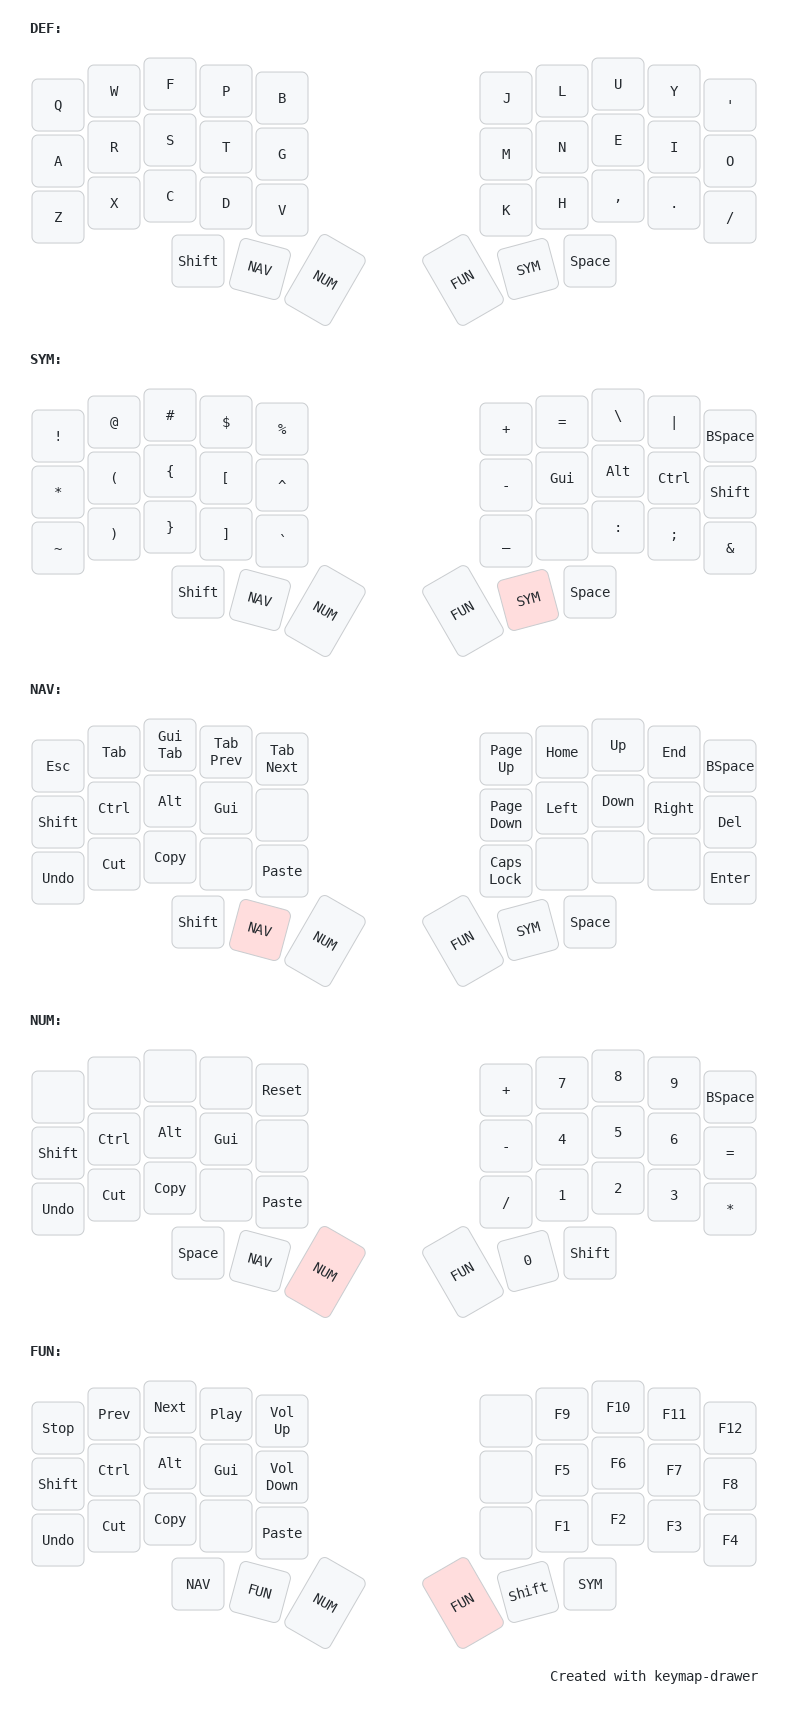 DEF:
Q W F P B J L U Y '
A R S T G M N E I O
Z X C D V K H , . /
Shift NAV NUM FUN SYM Space
SYM:
! @ # $ % + = \ | BSpace
* ( { [ ^ - Gui Alt Ctrl Shift
~ ) } ] ` _ : ; &
Shift NAV NUM FUN SYM Space
NAV:
Esc Tab Gui Tab Tab Prev Tab Next Page Up Home Up End BSpace
Shift Ctrl Alt Gui Page Down Left Down Right Del
Undo Cut Copy Paste Caps Lock Enter
Shift NAV NUM FUN SYM Space
NUM:
Reset + 7 8 9 BSpace
Shift Ctrl Alt Gui - 4 5 6 =
Undo Cut Copy Paste / 1 2 3 *
Space NAV NUM FUN 0 Shift
FUN:
Stop Prev Next Play Vol Up F9 F10 F11 F12
Shift Ctrl Alt Gui Vol Down F5 F6 F7 F8
Undo Cut Copy Paste F1 F2 F3 F4
NAV FUN NUM FUN Shift SYM
Created with keymap-drawer